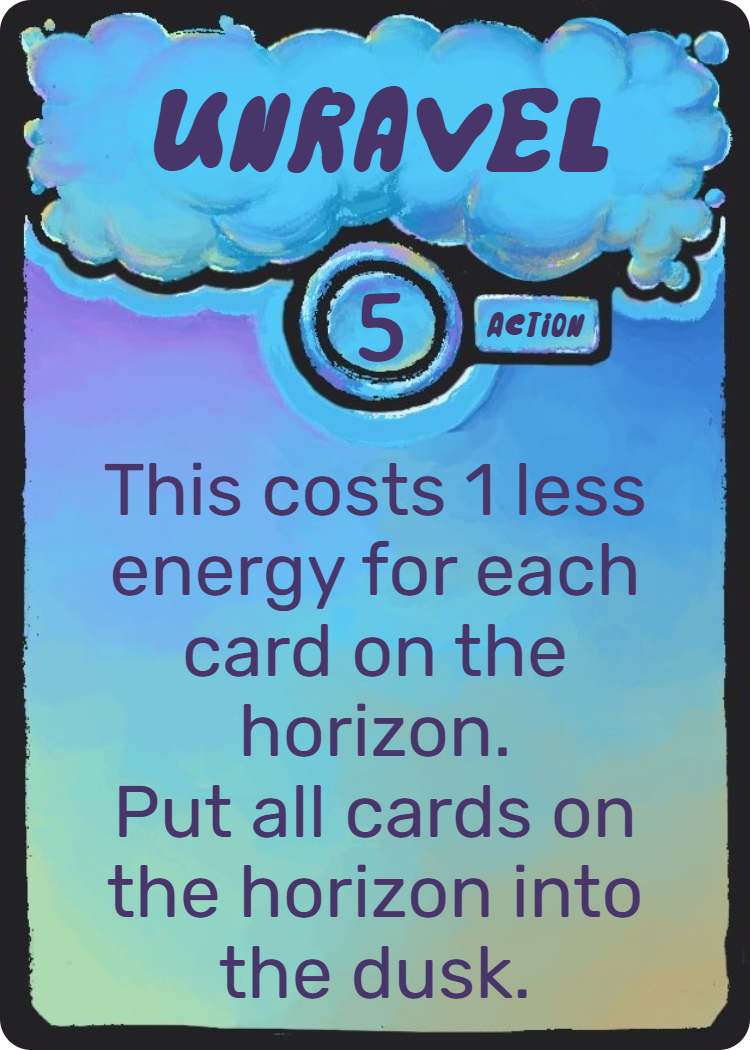 UNRAVEL
5
ACTION
This costs 1 less
energy for each
card on the
horizon.
Put all cards on
the horizon into
the dusk.